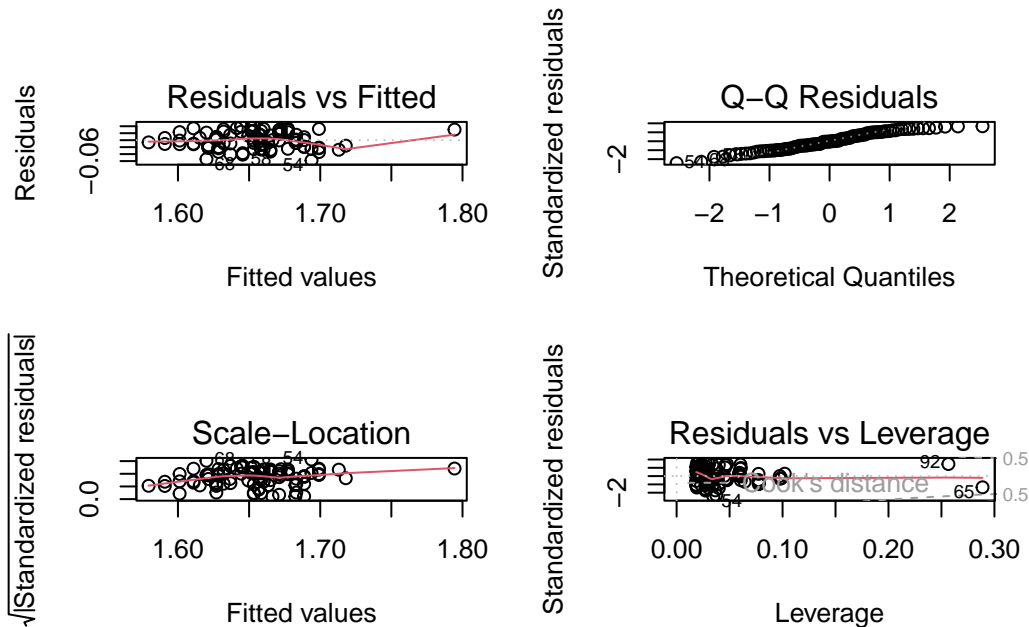 Residuals vs Fitted
Residuals
−0.06
68
54
1.60 1.70 1.80
Fitted values
Q−Q Residuals
Standardized residuals
−2
54
−2 −1 0 1 2
Theoretical Quantiles
Scale−Location
√|Standardized residuals|
0.0
68
54
1.60 1.70 1.80
Fitted values
Residuals vs Leverage
Standardized residuals
−2
92
65
54
Cook's distance
0.5
0.5
0.00 0.10 0.20 0.30
Leverage